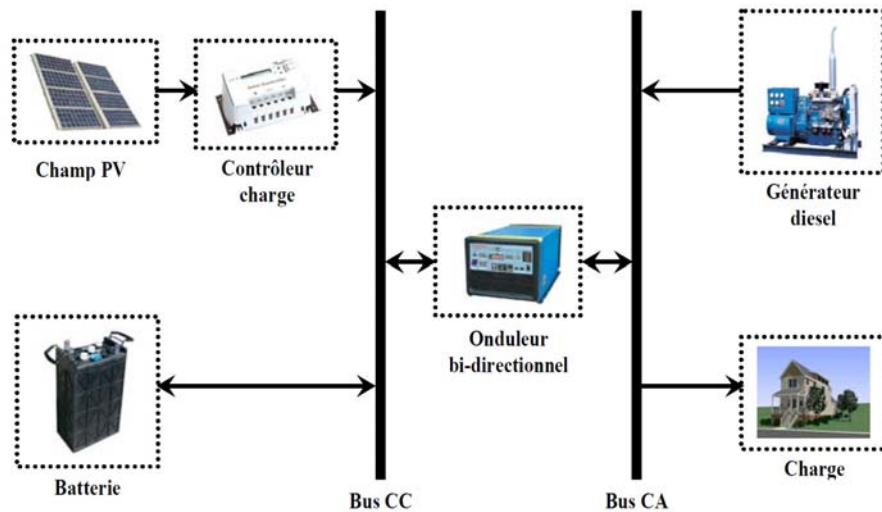 Champ PV
Contrôleur
charge
Générateur
diesel
Onduleur
bi-directionnel
Batterie
Bus CC
Bus CA
Charge